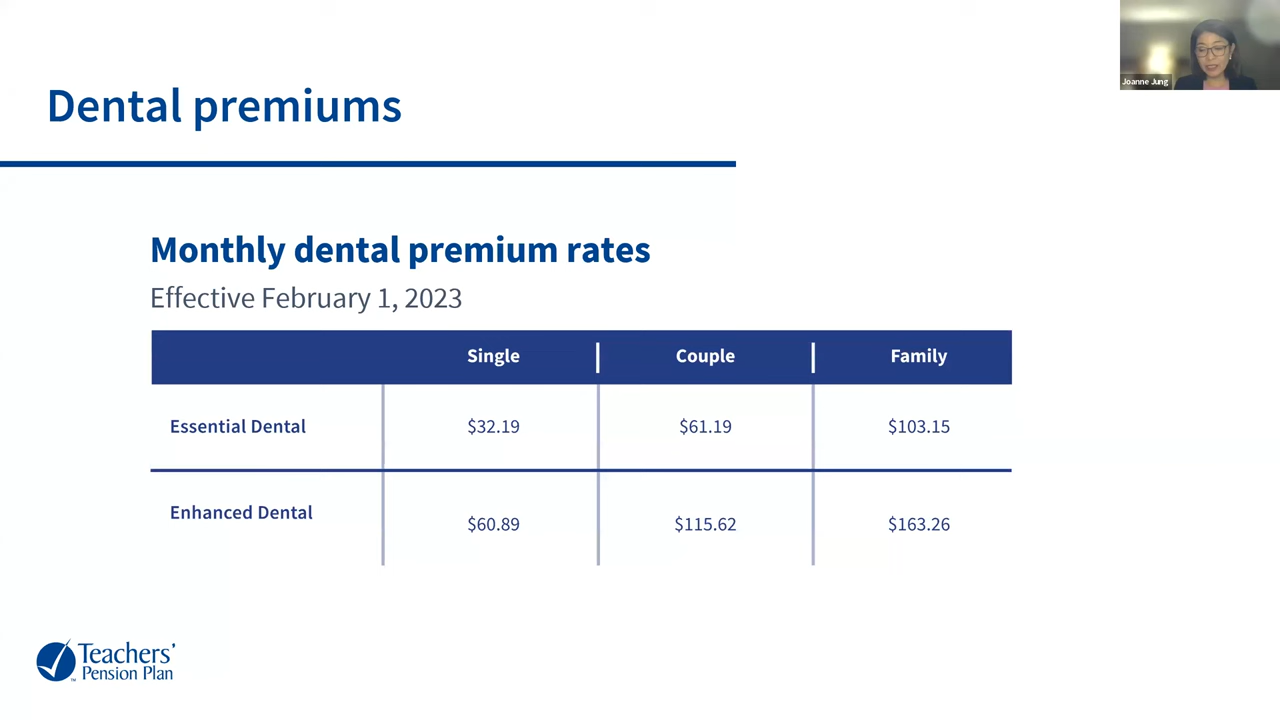 Joanne Jung
Dental premiums
Monthly dental premium rates
Effective February 1, 2023
Single Couple Family
Essential Dental $32.19 $61.19 $103.15
Enhanced Dental $60.89 $115.62 $163.26
Teachers'
Pension Plan
TM